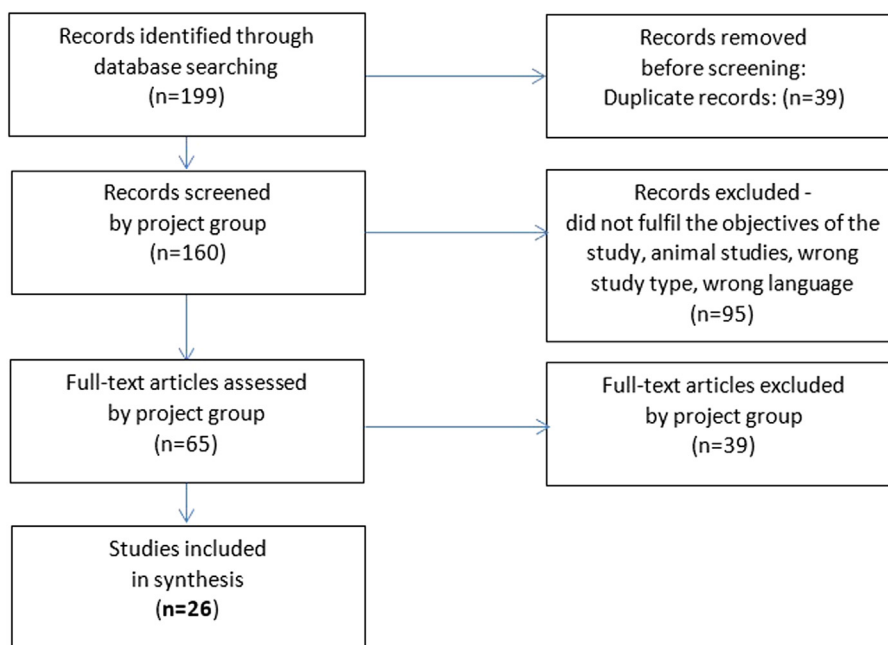 Records identified through
database searching
(n=199)
Records removed
before screening:
Duplicate records: (n=39)
Records screened
by project group
(n=160)
Records excluded -
did not fulfil the objectives of the
study, animal studies, wrong
study type, wrong language
(n=95)
Full-text articles assessed
by project group
(n=65)
Full-text articles excluded
by project group
(n=39)
Studies included
in synthesis
(n=26)